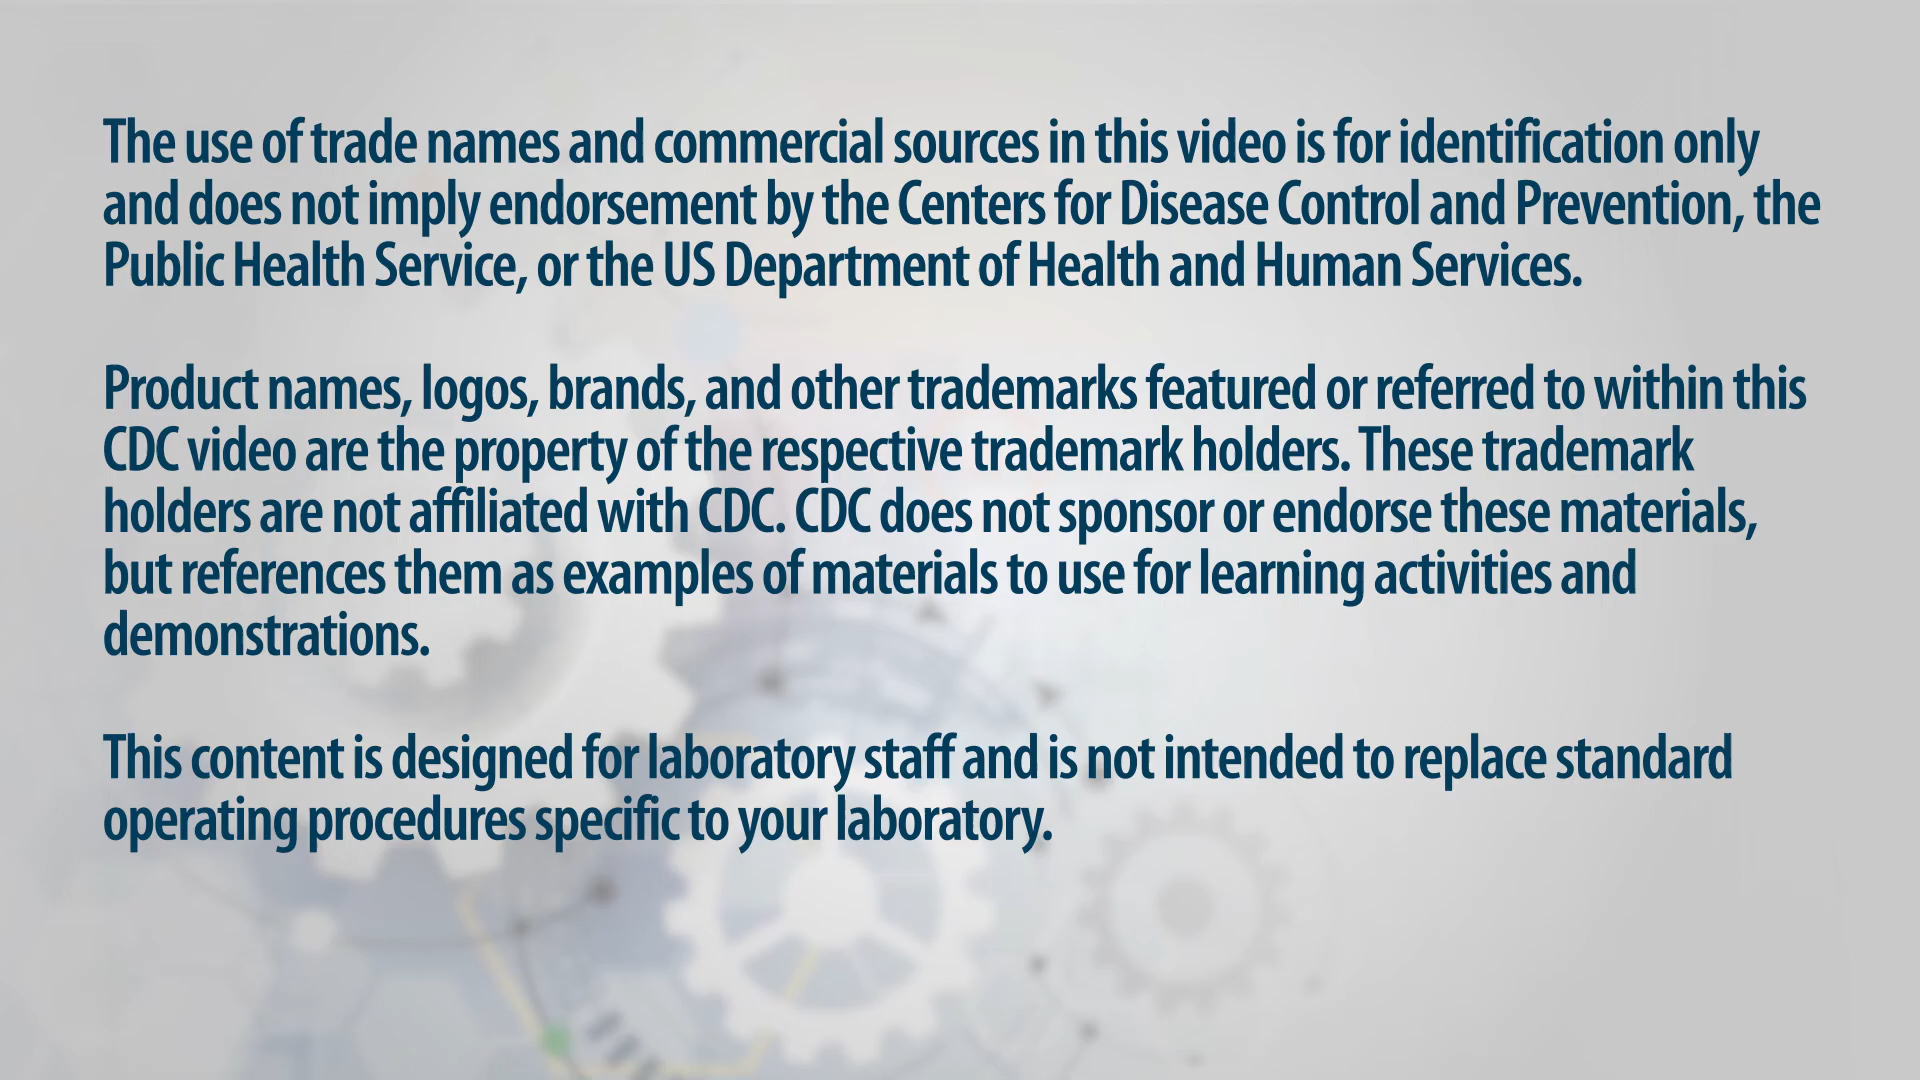 The use of trade names and commercial sources in this video is for identification only
and does not imply endorsement by the Centers for Disease Control and Prevention, the
Public Health Service, or the US Department of Health and Human Services.
Product names, logos, brands, and other trademarks featured or referred to within this
CDC video are the property of the respective trademark holders. These trademark
holders are not affiliated with CDC. CDC does not sponsor or endorse these materials,
but references them as examples of materials to use for learning activities and
demonstrations.
This content is designed for laboratory staff and is not intended to replace standard
operating procedures specific to your laboratory.